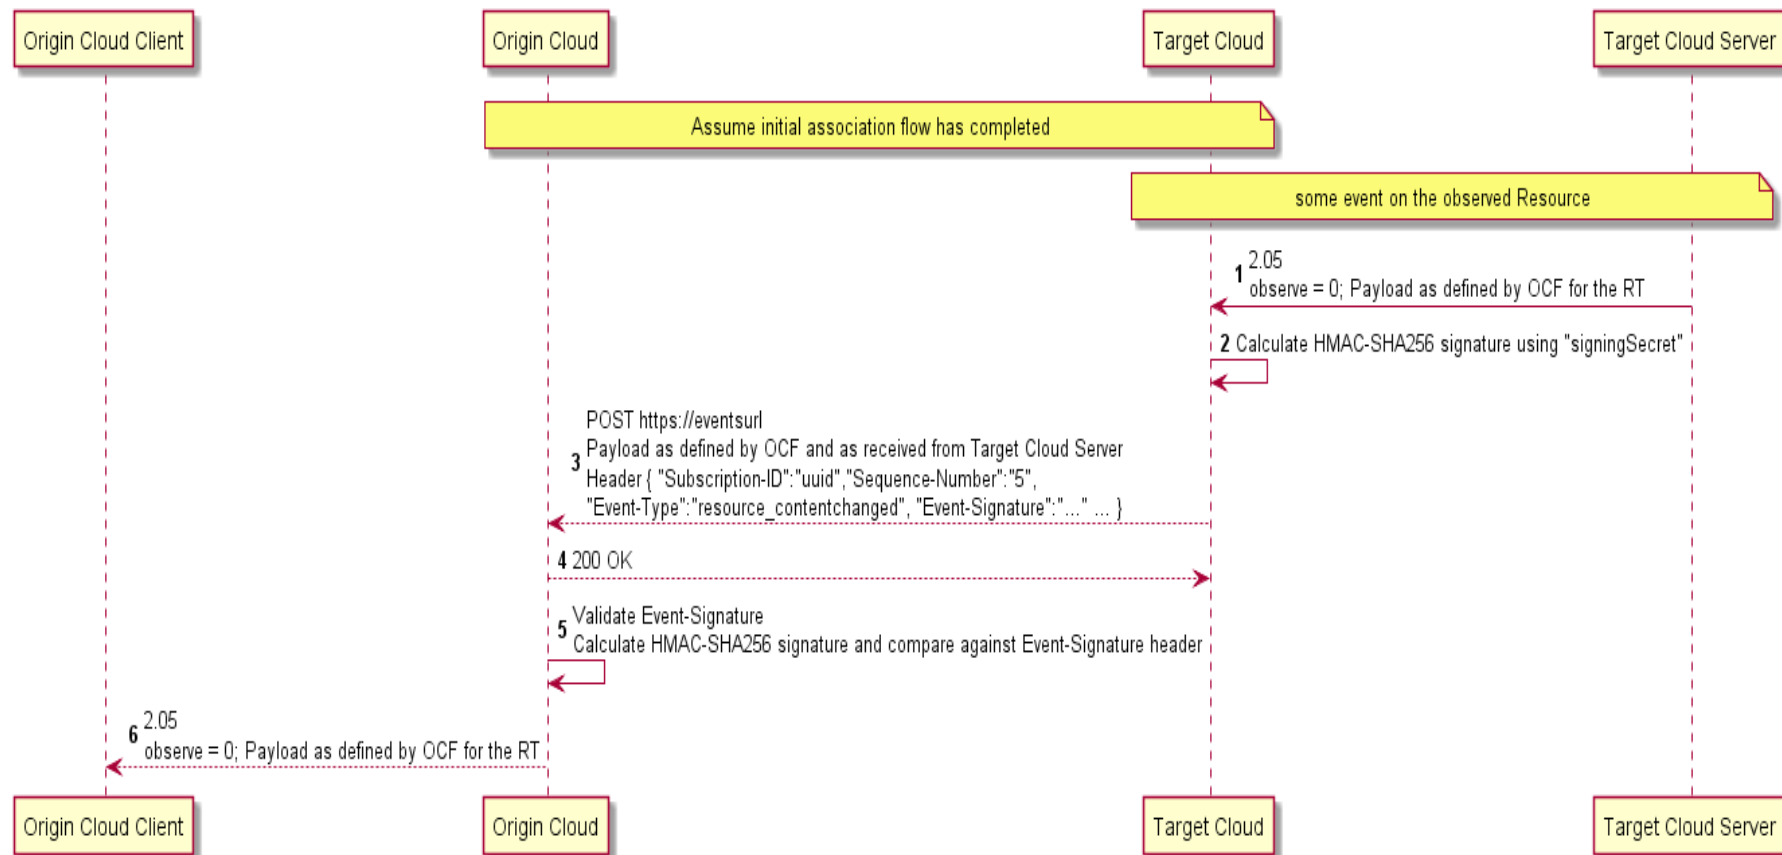 Origin Cloud Client
Origin Cloud
Target Cloud
Target Cloud Server
Assume initial association flow has completed
some event on the observed Resource
1 2.05
observe = 0; Payload as defined by OCF for the RT
2 Calculate HMAC-SHA256 signature using "signingSecret"
POST https://eventsurl
3 Payload as defined by OCF and as received from Target Cloud Server
Header { "Subscription-ID":"uuid","Sequence-Number":"5",
"Event-Type":"resource_contentchanged", "Event-Signature":"..." ... }
4 200 OK
5 Validate Event-Signature
Calculate HMAC-SHA256 signature and compare against Event-Signature header
6 2.05
observe = 0; Payload as defined by OCF for the RT
Origin Cloud Client
Origin Cloud
Target Cloud
Target Cloud Server